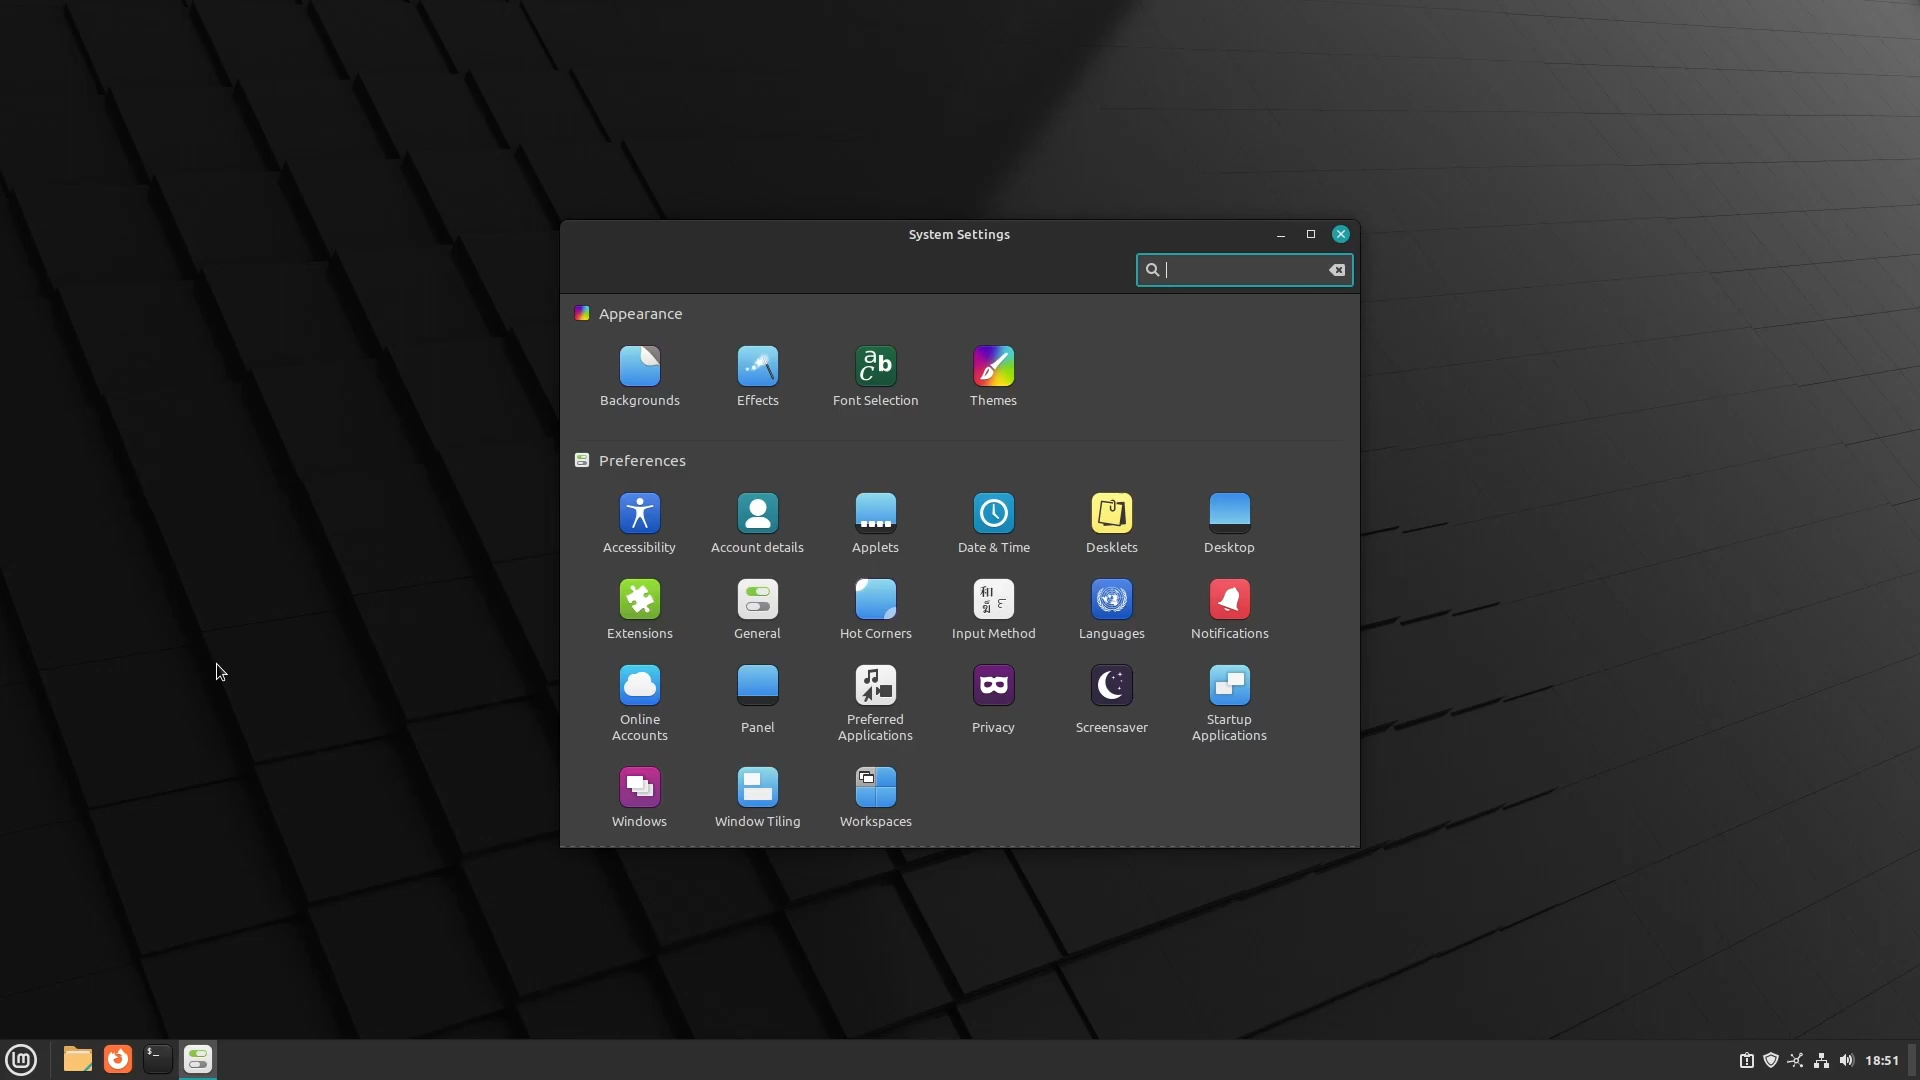 System Settings
Appearance
Backgrounds
Effects
Font Selection
Themes
Preferences
Accessibility
Account details
Applets
Date & Time
Desklets
Desktop
Extensions
General
Hot Corners
Input Method
Languages
Notifications
Online
Accounts
Panel
Preferred
Applications
Privacy
Screensaver
Startup
Applications
Windows
Window Tiling
Workspaces
18:51